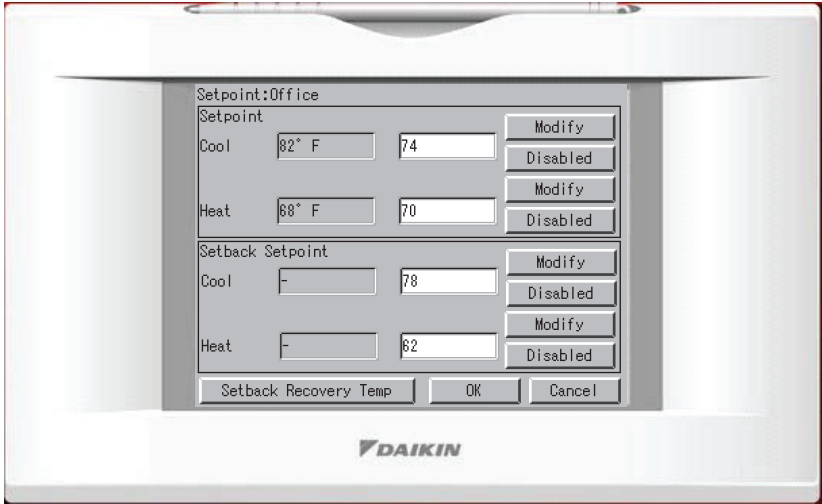 Setpoint:Office
Setpoint
Modify
Cool 82° F 74
Disabled
Modify
Heat 68° F 70
Disabled
Setback Setpoint
Modify
Cool - 78
Disabled
Modify
Heat - 62
Disabled
Setback Recovery Temp OK Cancel
DAIKIN